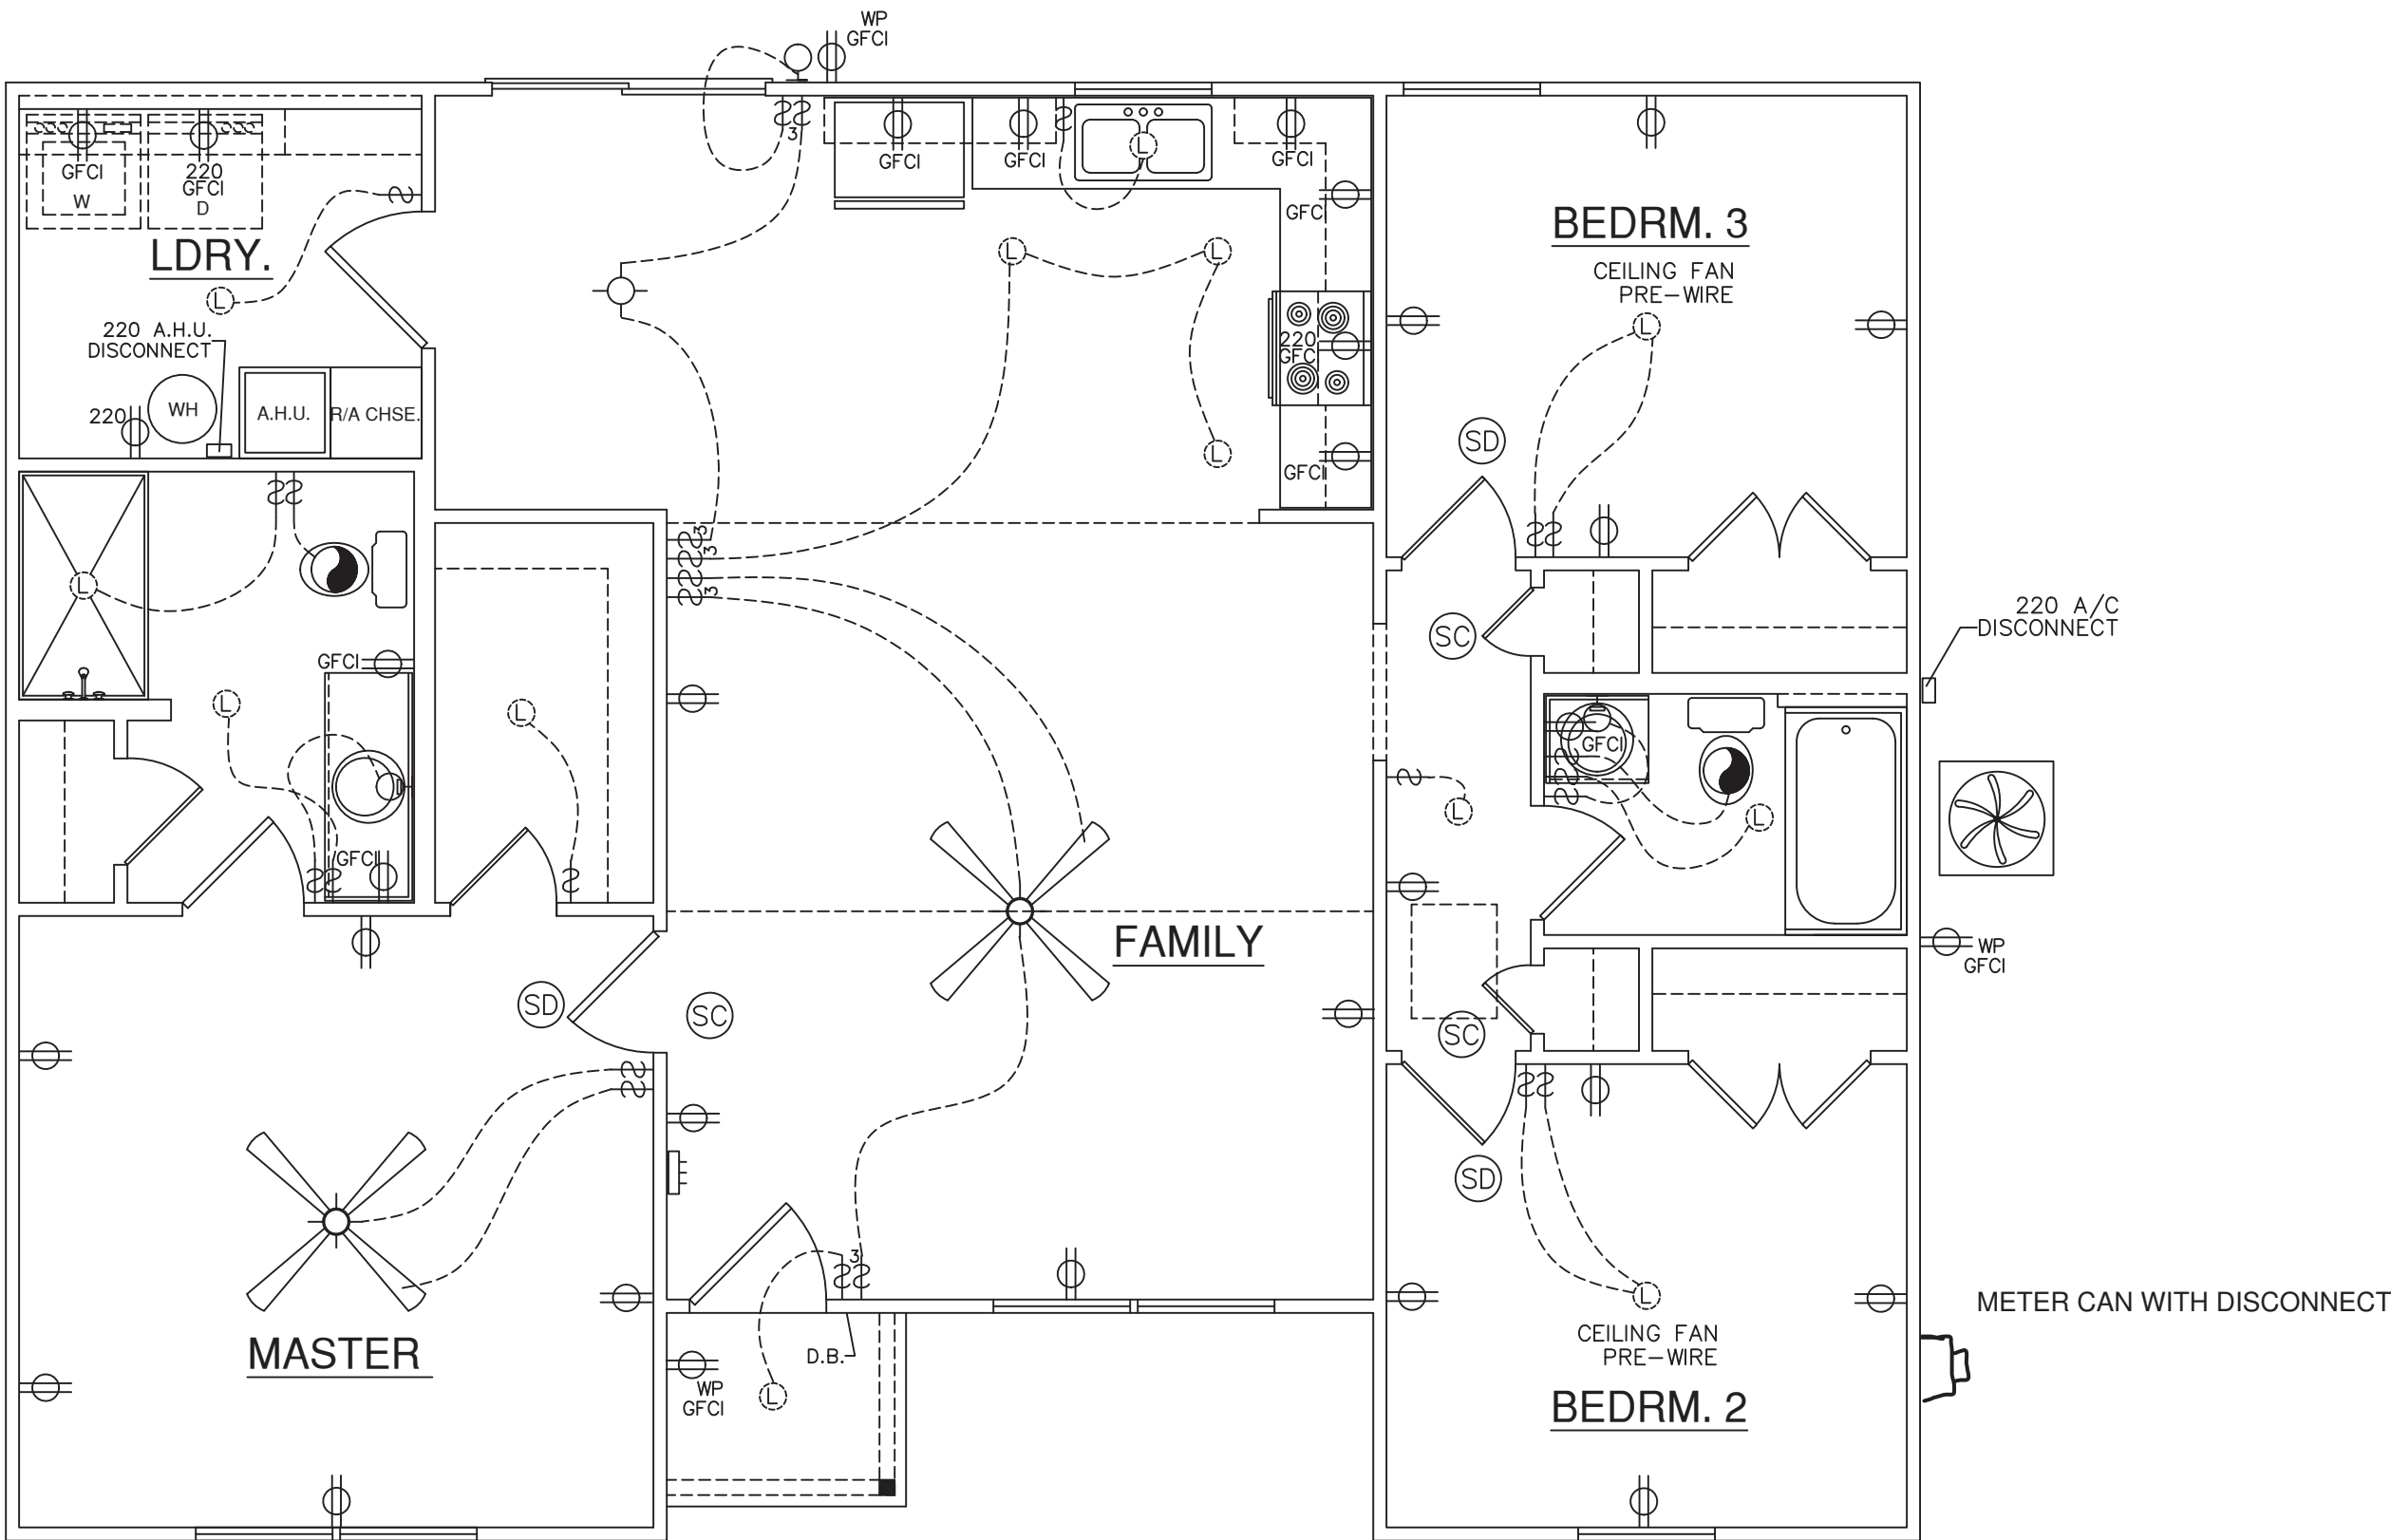 WP
GFCI
GFCI
W
220
GFCI
D
LDRY.
3
GFCI
L
GFCI
GFCI
GFCI
L
L
L
220
GFCI
L
GFCI
BEDRM. 3
CEILING FAN
PRE-WIRE
L
SD
L
220 A.H.U.
DISCONNECT
220
WH
A.H.U.
R/A CHSE.
3
3
3
L
GFCI
L
L
GFCI
SC
220 A/C
DISCONNECT
GFCI
L
L
FAMILY
WP
GFCI
SD
SC
SC
SD
MASTER
3
D.B.
WP
GFCI
L
L
CEILING FAN
PRE-WIRE
BEDRM. 2
METER CAN WITH DISCONNECT